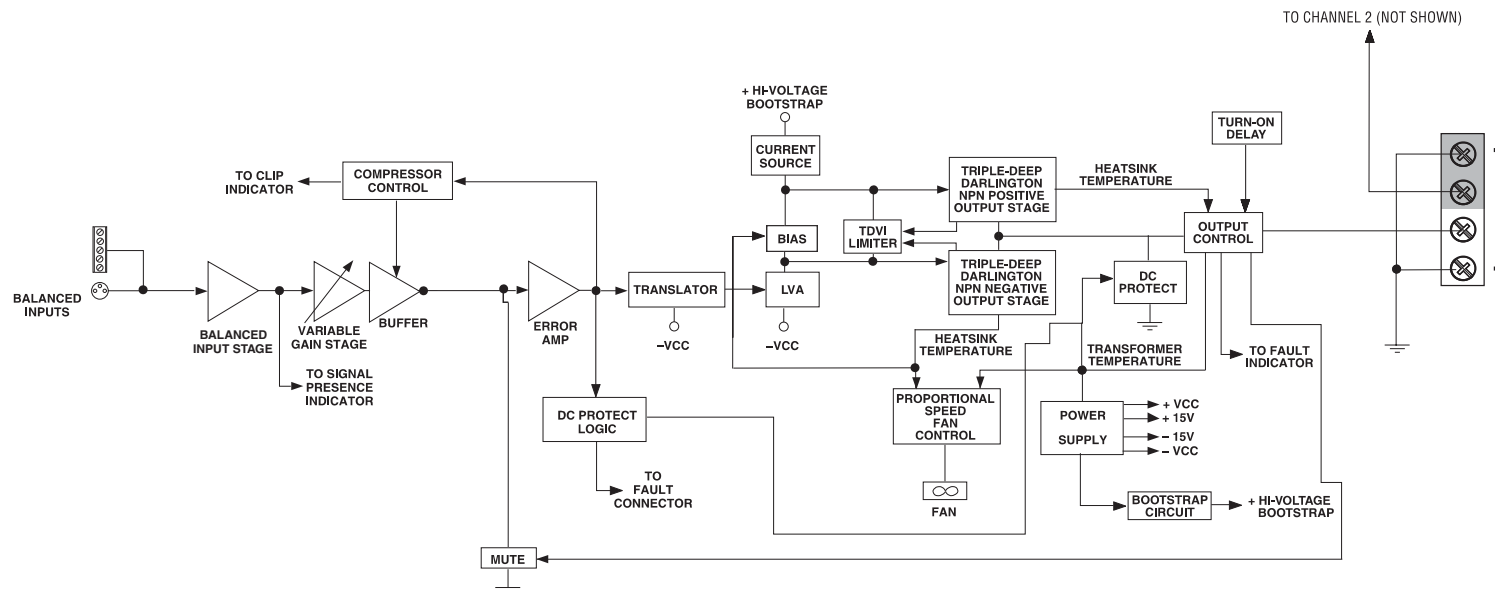 TO CHANNEL 2 (NOT SHOWN)
+ HI-VOLTAGE
BOOTSTRAP
CURRENT
SOURCE
TURN-ON
DELAY
TO CLIP
INDICATOR
COMPRESSOR
CONTROL
TRIPLE-DEEP
DARLINGTON
NPN POSITIVE
OUTPUT STAGE
HEATSINK
TEMPERATURE
BIAS
TDVI
LIMITER
OUTPUT
CONTROL
BALANCED
INPUTS
BALANCED
INPUT STAGE
VARIABLE
GAIN STAGE
BUFFER
ERROR
AMP
TRANSLATOR
–VCC
LVA
–VCC
TRIPLE-DEEP
DARLINGTON
NPN NEGATIVE
OUTPUT STAGE
DC
PROTECT
HEATSINK
TEMPERATURE
TRANSFORMER
TEMPERATURE
TO FAULT
INDICATOR
TO SIGNAL
PRESENCE
INDICATOR
DC PROTECT
LOGIC
PROPORTIONAL
SPEED
FAN
CONTROL
POWER
SUPPLY
+ VCC
+ 15V
– 15V
– VCC
TO
FAULT
CONNECTOR
FAN
BOOTSTRAP
CIRCUIT
+ HI-VOLTAGE
BOOTSTRAP
MUTE